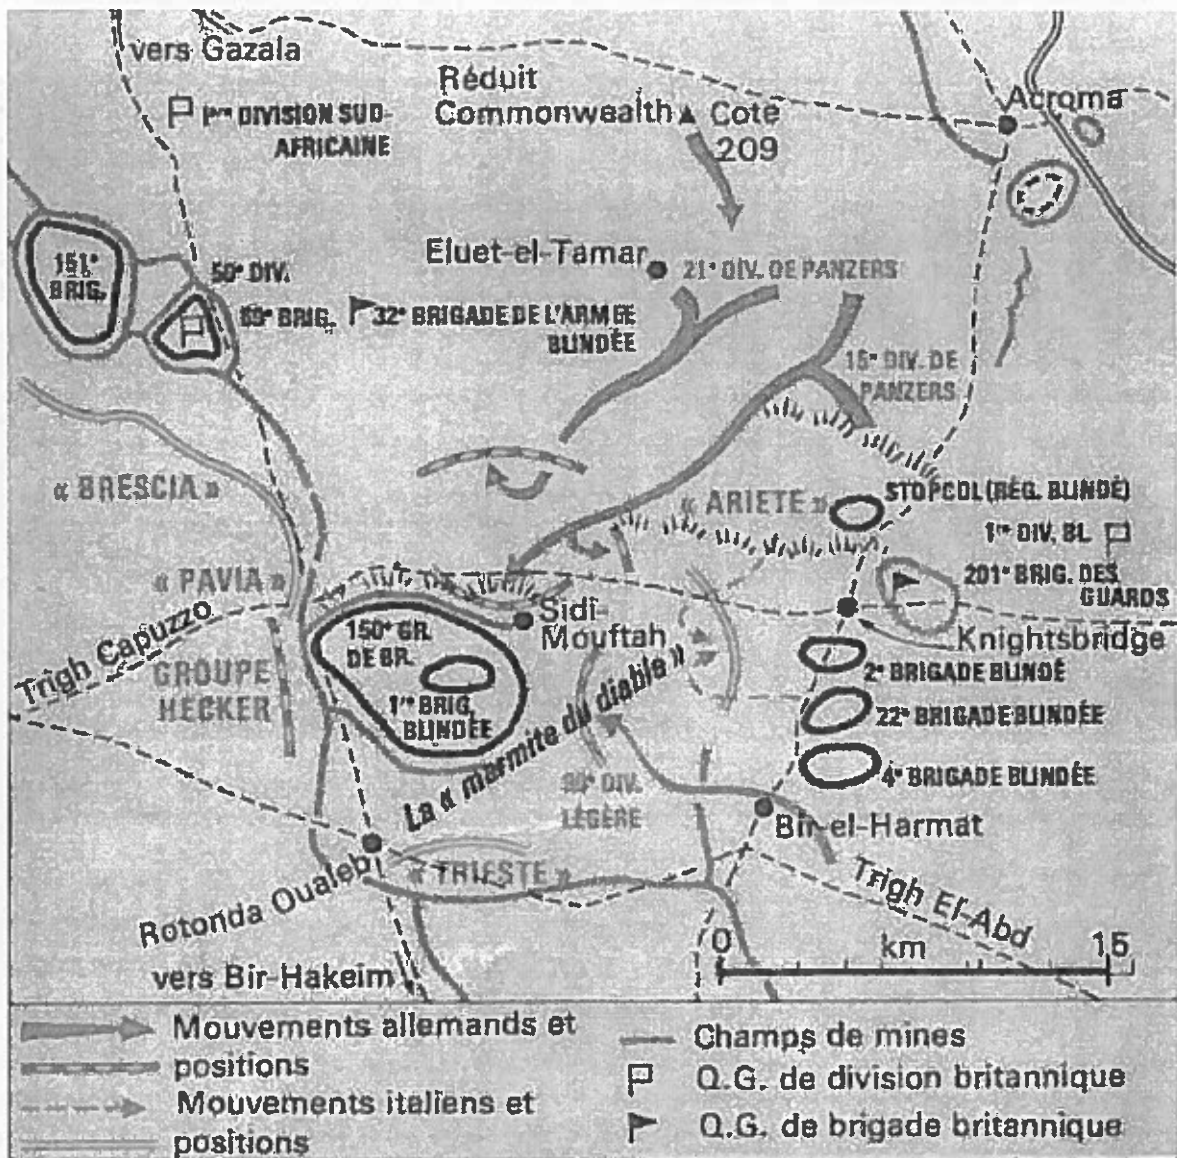 vers Gazala
Réduit
Commonwealth
Cote
209
Acroma
Ire DIVISION SUD-
AFRICAINE
151e
BRIG.
50e DIV.
69e BRIG.
32e BRIGADE DE L'ARMÉE
BLINDÉE
Eluet-el-Tamar
21e DIV. DE PANZERS
15e DIV. DE
PANZERS
« BRESCIA »
« ARIETE »
STOPCOL (RÉG. BLINDÉ)
1re DIV. BL.
201e BRIG. DES
GUARDS
« PAVIA »
Trigh Capuzzo
GROUPE
HECKER
150e GR.
DE BR.
1re BRIG.
BLINDÉE
Sidi-
Mouftah
Knightsbridge
2e BRIGADE BLINDÉ
22e BRIGADE BLINDÉE
4e BRIGADE BLINDÉE
La « marmite du diable »
90e DIV.
LÉGÈRE
Bir-el-Harmat
« TRIESTE »
Rotonda Oualeb
Trigh El-Abd
vers Bir-Hakeim
0 km 15
Mouvements allemands et
positions
Mouvements italiens et
positions
Champs de mines
Q.G. de division britannique
Q.G. de brigade britannique